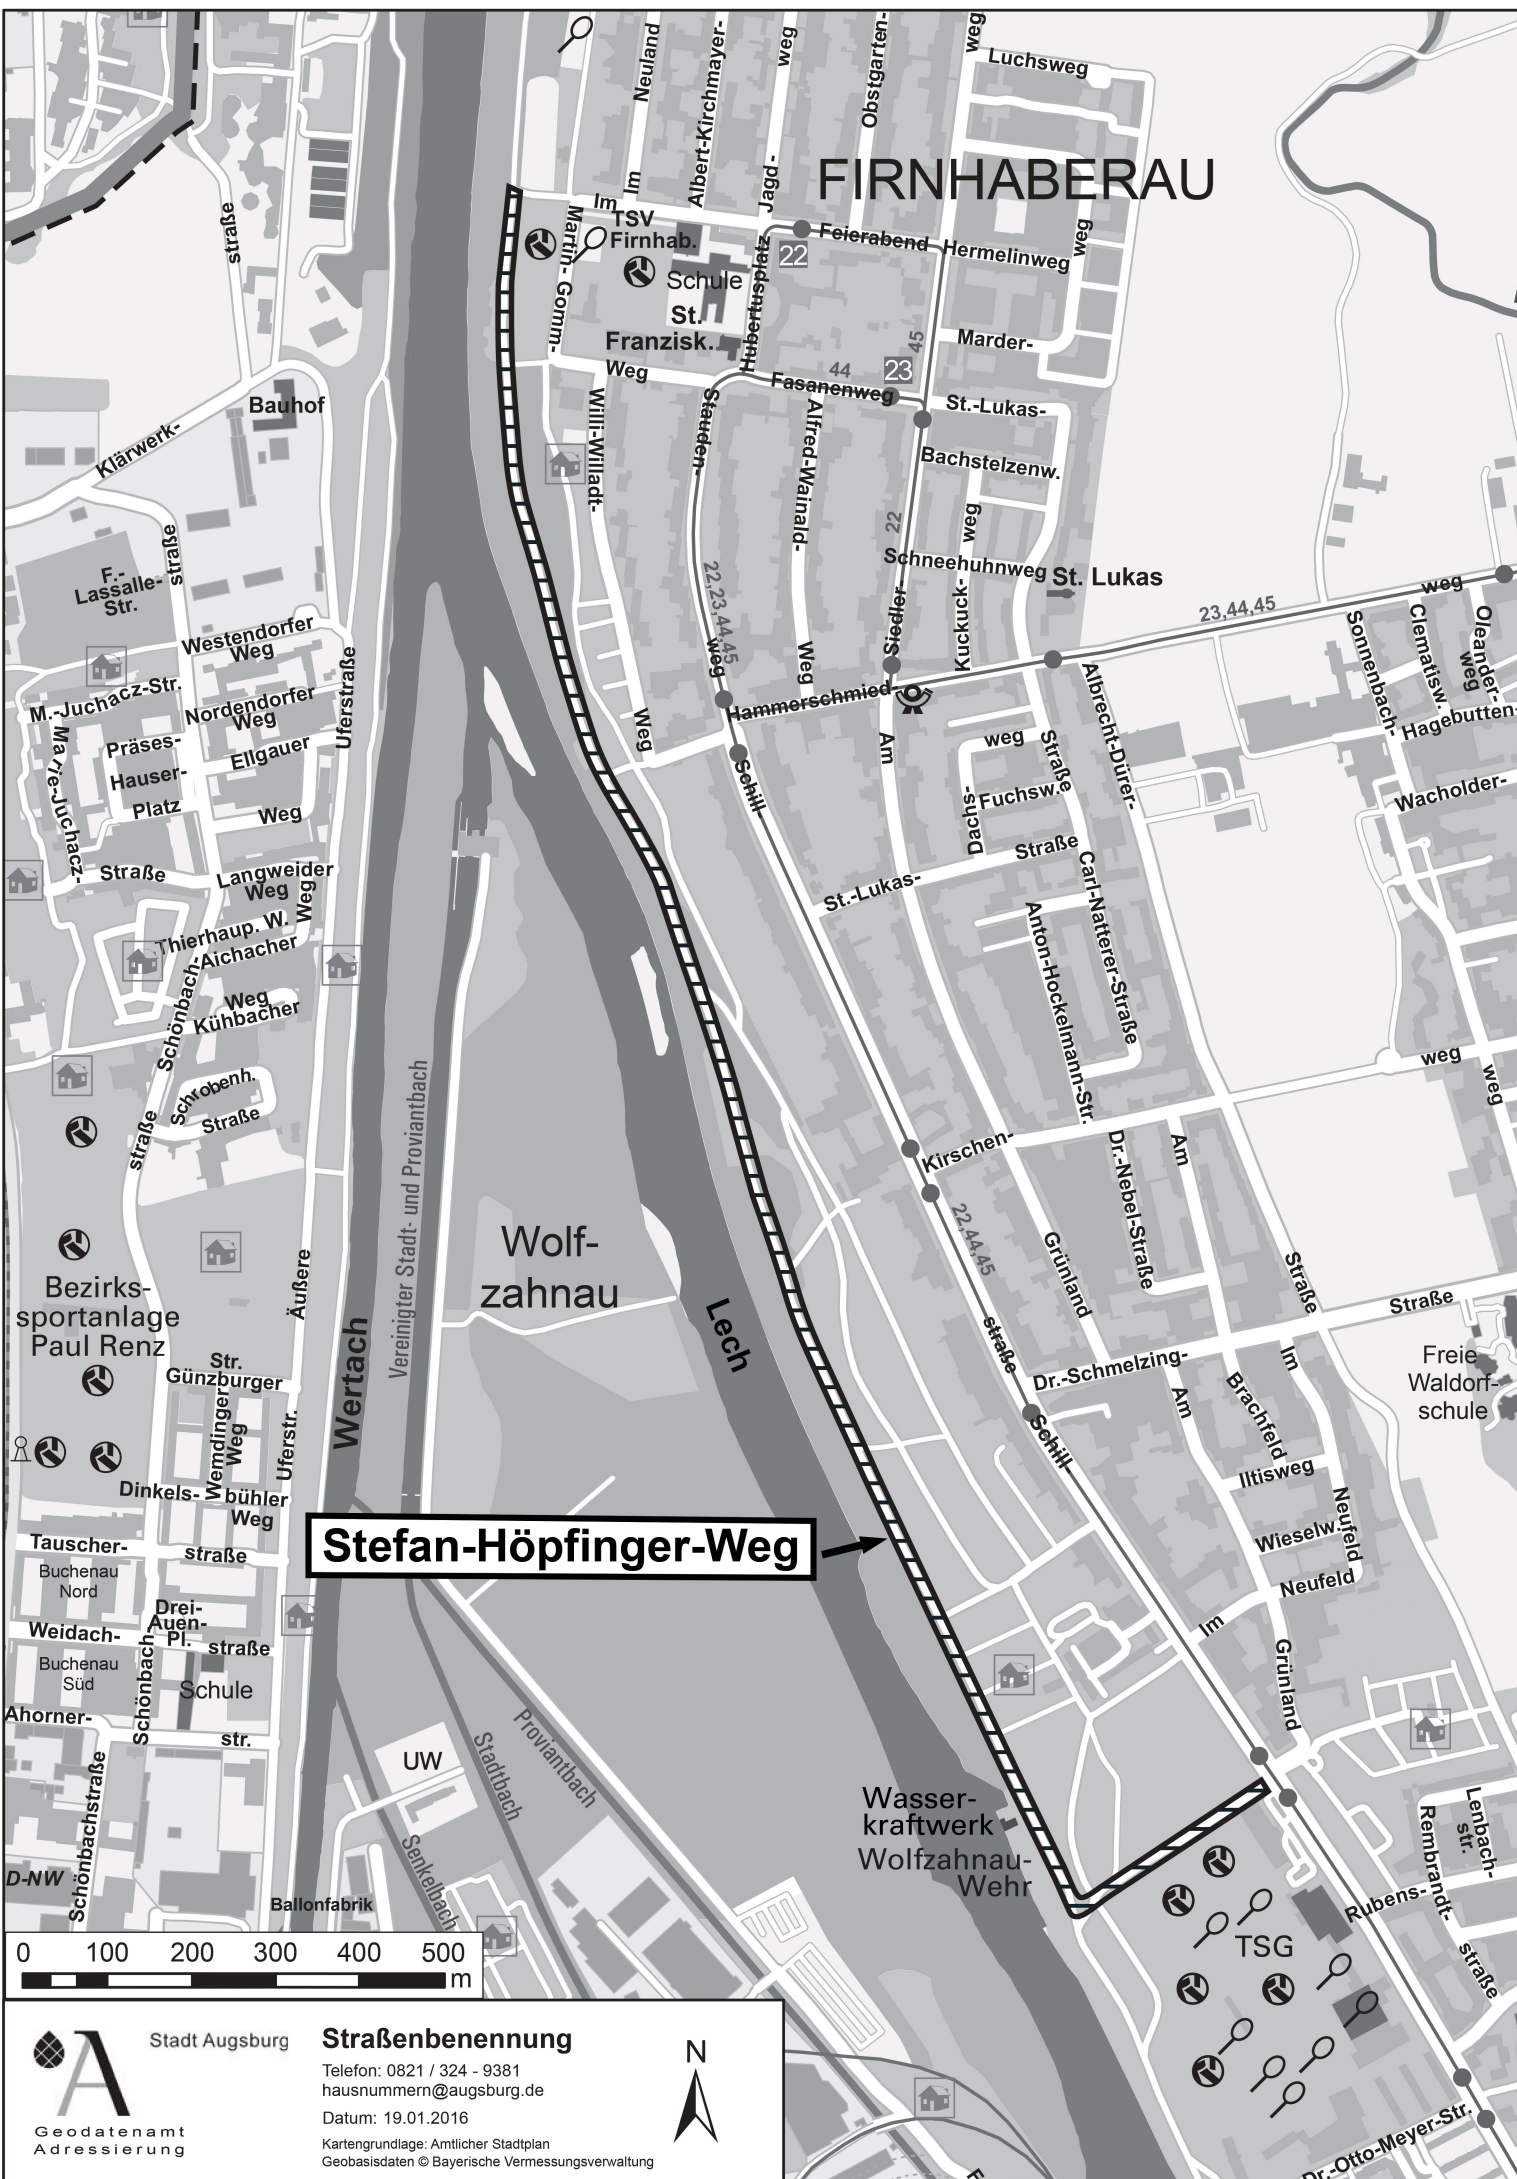 Luchsweg
weg
Obstgarten-
weg
Jagd-
Albert-Kirchmayer-
Neuland
Im
Im
FIRNHABERAU
TSV
Firnhab.
Schule
St.
Franzisk.
Martin-Gomm-
Weg
Hubertusplatz
22
Feierabend
Hermelinweg
weg
Marder-
45
44
23
Fasanenweg
St.-Lukas-
Bachstelzenw.
weg
Kuckuck-
22
Schneehuhnweg
St. Lukas
Siedler-
Alfred-Wainald-
Weg
Stauden-
weg
22,23,44,45
Willi-Willadt-
Weg
Hammerschmied
23,44,45
weg
Sonnenbach-
Clematisw.
Oleander-
weg
Hagebutten-
Wacholder-
Albrecht-Dürer-
Straße
Am
weg
Dachs-
Fuchsw.
Straße
St.-Lukas-
Straße
Carl-Natterer-Straße
Anton-Hockelmann-Str.
Schill-
straße
Kirschen-
weg
weg
22,44,45
Grünland
Dr.-Nebel-Straße
Am
Dr.-Schmelzing-
Straße
Freie
Waldorf-
schule
Im
Brachfeld
Am
Iltisweg
Neufeld
Wieselw.
Neufeld
Im
Grünland
Schill-
straße
Bauhof
Klärwerk-
straße
straße
F.-
Lassalle-
Str.
Westendorfer
Weg
M.-Juchacz-Str.
Nordendorfer
Weg
Uferstraße
Präses-
Hauser-
Platz
Ellgauer
Weg
Marie-Juchacz-
Straße
Langweider
Weg
Weg
Thierhaup. W.
Aichacher
Weg
Kühbacher
Schönbach-
straße
Schrobenh.
Straße
Äußere
Uferstr.
Bezirks-
sportanlage
Paul Renz
Str.
Günzburger
Wemdinger
Weg
Dinkels-
bühler
Weg
Wertach
Vereinigter Stadt- und Proviantbach
Wolf-
zahnau
Lech
Stefan-Höpfinger-Weg
Tauscher-
straße
Buchenau
Nord
Drei-
Auen-
Pl.
Weidach-
straße
Buchenau
Süd
Schönbach-
Schule
Ahorner-
str.
Schönbachstraße
D-NW
Ballonfabrik
UW
Stadtbach
Proviantbach
Senkelbach
Wasser-
kraftwerk
Wolfzahnau-
Wehr
TSG
Rubens-
Rembrandt-
straße
Lenbach-
str.
Dr.-Otto-Meyer-Str.
0 100 200 300 400 500
m
Stadt Augsburg
Geodatenamt
Adressierung
Straßenbenennung
Telefon: 0821 / 324 - 9381
hausnummern@augsburg.de
Datum: 19.01.2016
Kartengrundlage: Amtlicher Stadtplan
Geobasisdaten © Bayerische Vermessungsverwaltung
N